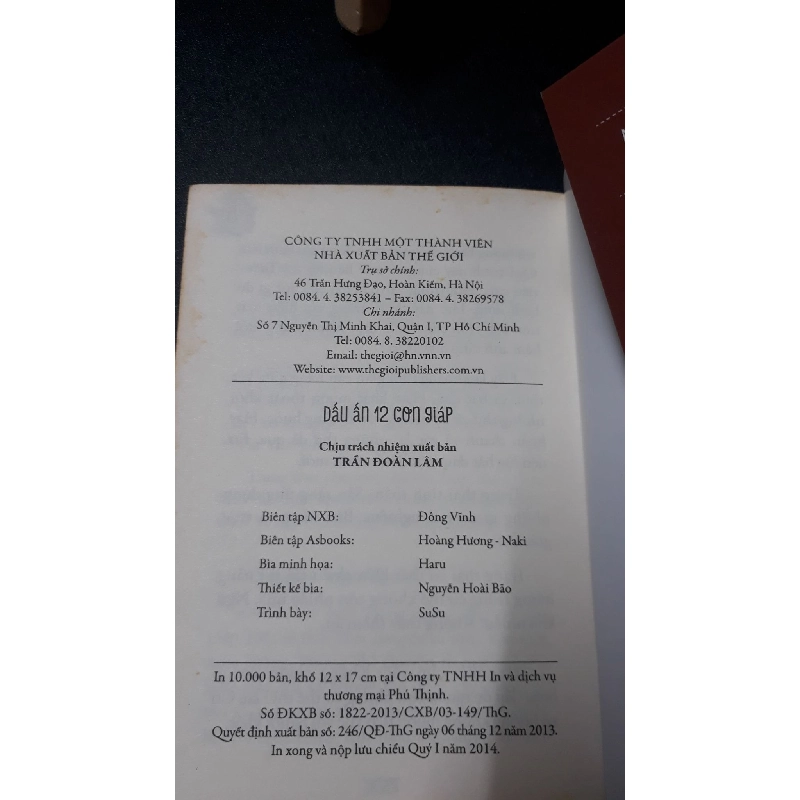 CÔNG TY TNHH MỘT THÀNH VIÊN
NHÀ XUẤT BẢN THẾ GIỚI
Trụ sở chính:
46 Trần Hưng Đạo, Hoàn Kiếm, Hà Nội
Tel: 0084. 4. 38253841 – Fax: 0084. 4. 38269578
Chi nhánh:
Số 7 Nguyễn Thị Minh Khai, Quận I, TP Hồ Chí Minh
Tel: 0084. 8. 38220102
Email: thegioi@hn.vnn.vn
Website: www.thegioipublishers.com.vn
DẤU ẤN 12 CON GIÁP
Chịu trách nhiệm xuất bản
TRẦN ĐOÀN LÂM
Biên tập NXB: Đông Vĩnh
Biên tập Asbooks: Hoàng Hương - Naki
Bìa minh họa: Haru
Thiết kế bìa: Nguyễn Hoài Bão
Trình bày: SuSu
In 10.000 bản, khổ 12 x 17 cm tại Công ty TNHH In và dịch vụ
thương mại Phú Thịnh.
Số ĐKXB số: 1822-2013/CXB/03-149/ThG.
Quyết định xuất bản số: 246/QĐ-ThG ngày 06 tháng 12 năm 2013.
In xong và nộp lưu chiểu Quý I năm 2014.